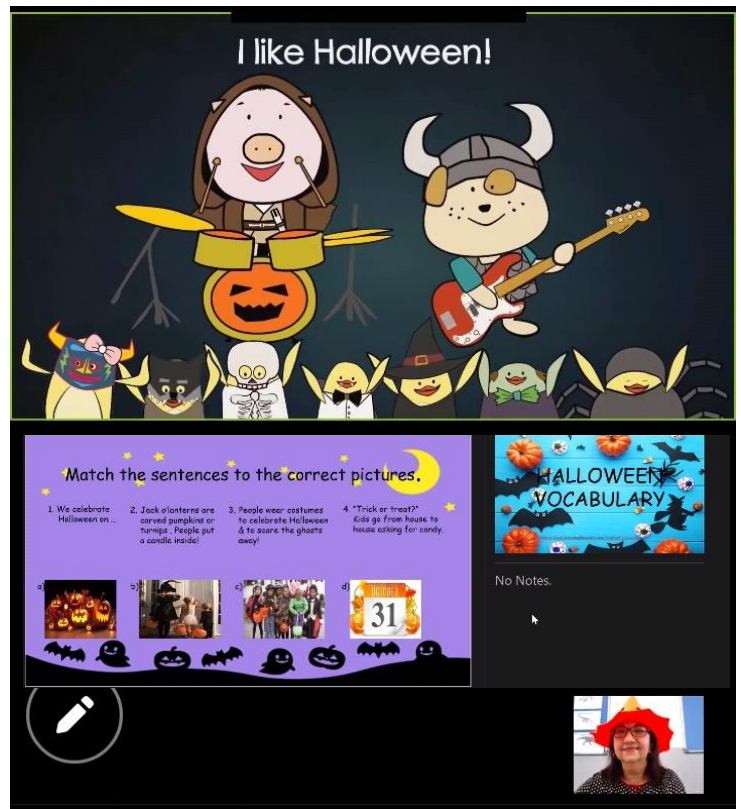 I like Halloween!
Match the sentences to the correct pictures.
1. We celebrate
Halloween on ...
2. Jack o'lanterns are
carved pumpkins or
turnips . People put
a candle inside!
3. People wear costumes
to celebrate Halloween
& to scare the ghosts
away!
4. "Trick or treat?"
Kids go from house to
house asking for candy.
a)
b)
c)
d)
OCTOBER
31
HALLOWEEN
VOCABULARY
No Notes.